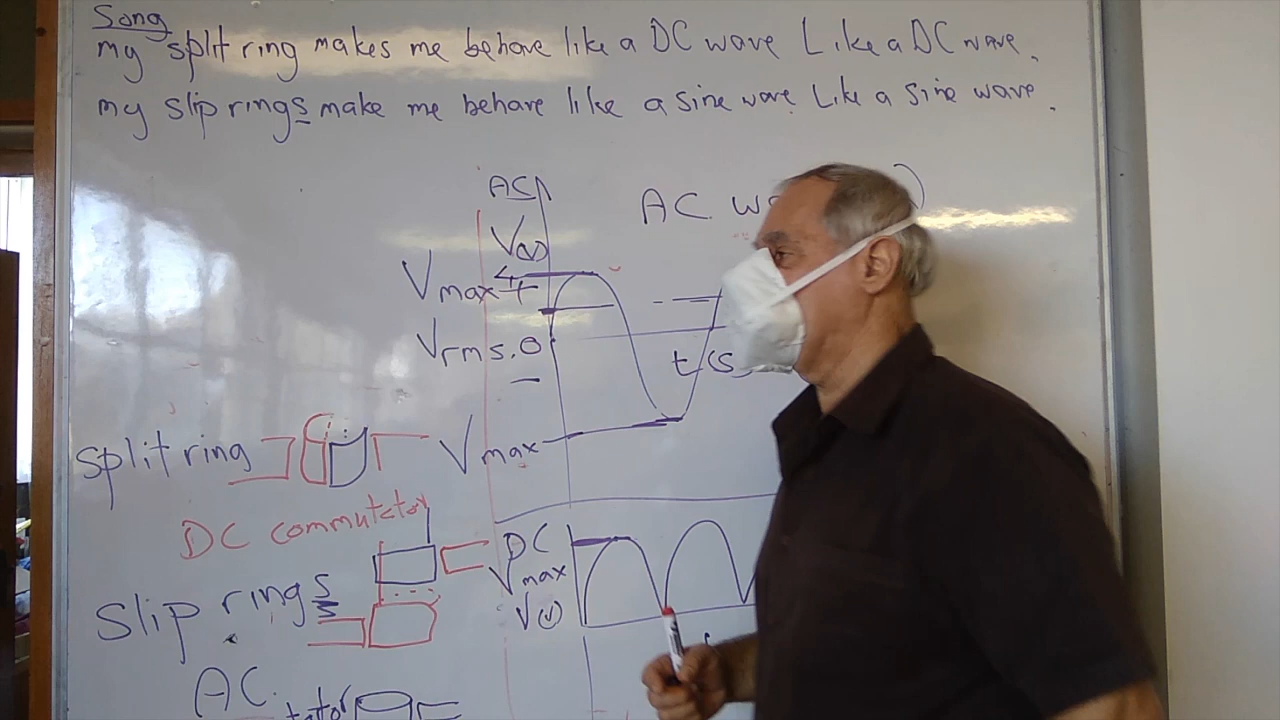 Song
my split ring makes me behave like a DC wave Like a DC wave.
my slip rings make me behave like a sine wave Like a sine wave.
AC
AC
V(v)
Vmax +
Vrms. 0
t(s)
split ring
Vmax
DC commutator
DC
Vmax
Slip rings
V(v)
AC